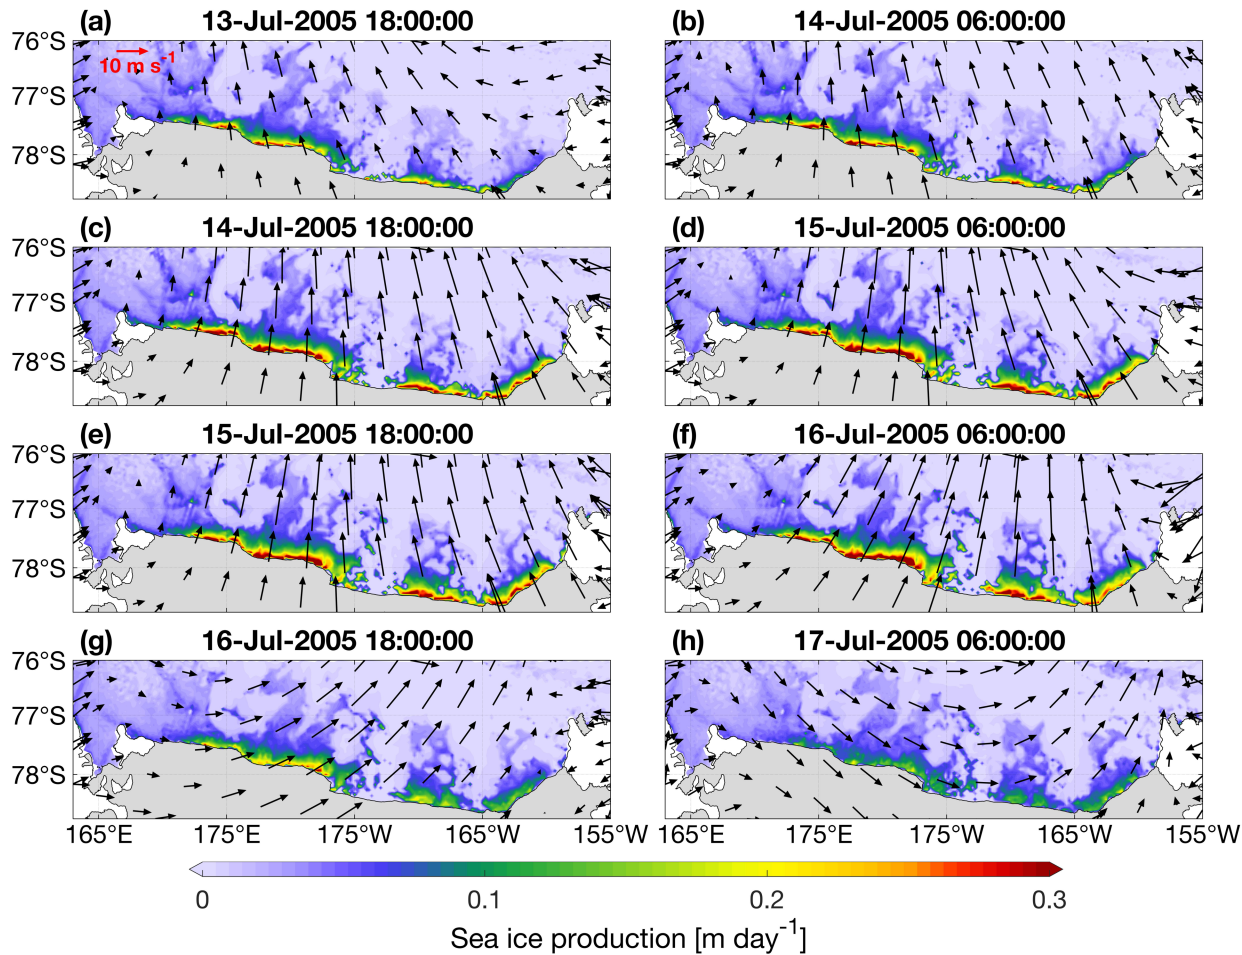 (a) 13-Jul-2005 18:00:00
(b) 14-Jul-2005 06:00:00
76°S
10 m s⁻¹
77°S
78°S
(c) 14-Jul-2005 18:00:00
(d) 15-Jul-2005 06:00:00
76°S
77°S
78°S
(e) 15-Jul-2005 18:00:00
(f) 16-Jul-2005 06:00:00
76°S
77°S
78°S
(g) 16-Jul-2005 18:00:00
(h) 17-Jul-2005 06:00:00
76°S
77°S
78°S
165°E 175°E 175°W 165°W 155°W
165°E 175°E 175°W 165°W 155°W
0 0.1 0.2 0.3
Sea ice production [m day⁻¹]